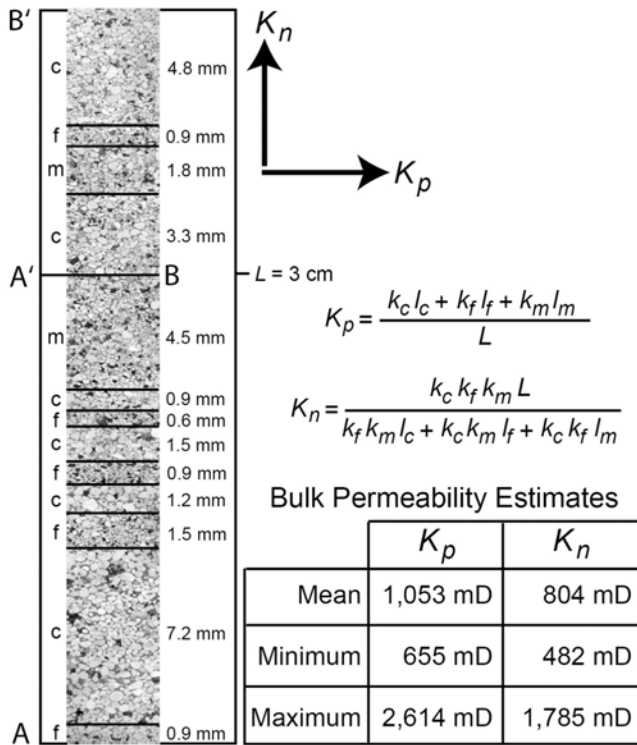 B′
c 4.8 mm
f 0.9 mm
m 1.8 mm
c 3.3 mm
A′ B L = 3 cm
m 4.5 mm
c 0.9 mm
f 0.6 mm
c 1.5 mm
f 0.9 mm
c 1.2 mm
f 1.5 mm
c 7.2 mm
A f 0.9 mm
Kn
Kp
Kp = kc lc + kf lf + km lm / L
Kn = kc kf km L / kf km lc + kc km lf + kc kf lm
Bulk Permeability Estimates
Kp Kn
Mean 1,053 mD 804 mD
Minimum 655 mD 482 mD
Maximum 2,614 mD 1,785 mD